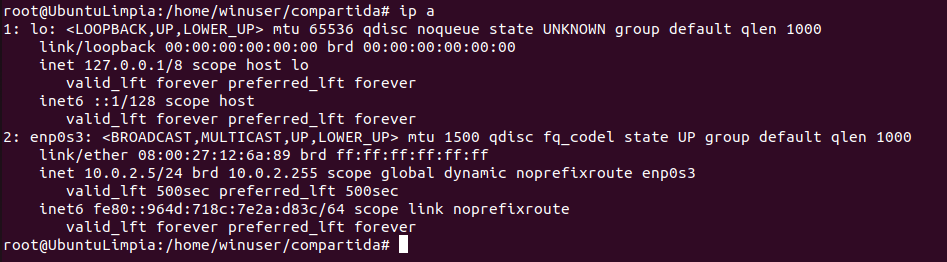 root@UbuntuLimpia:/home/winuser/compartida# ip a
1: lo: <LOOPBACK,UP,LOWER_UP> mtu 65536 qdisc noqueue state UNKNOWN group default qlen 1000
    link/loopback 00:00:00:00:00:00 brd 00:00:00:00:00:00
    inet 127.0.0.1/8 scope host lo
       valid_lft forever preferred_lft forever
    inet6 ::1/128 scope host
       valid_lft forever preferred_lft forever
2: enp0s3: <BROADCAST,MULTICAST,UP,LOWER_UP> mtu 1500 qdisc fq_codel state UP group default qlen 1000
    link/ether 08:00:27:12:6a:89 brd ff:ff:ff:ff:ff:ff
    inet 10.0.2.5/24 brd 10.0.2.255 scope global dynamic noprefixroute enp0s3
       valid_lft 500sec preferred_lft 500sec
    inet6 fe80::964d:718c:7e2a:d83c/64 scope link noprefixroute
       valid_lft forever preferred_lft forever
root@UbuntuLimpia:/home/winuser/compartida#